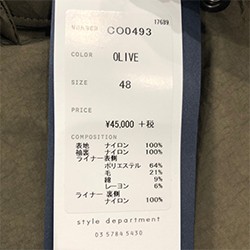 NUMBER CO0493
17689
COLOR OLIVE
SIZE 48
PRICE
¥45,000 +税
COMPOSITION
表地 ナイロン 100%
袖裏 ナイロン 100%
ライナー表側
ポリエステル 64%
毛 21%
綿 9%
レーヨン 6%
ライナー裏側
ナイロン 100%
style department
03 5784 5430